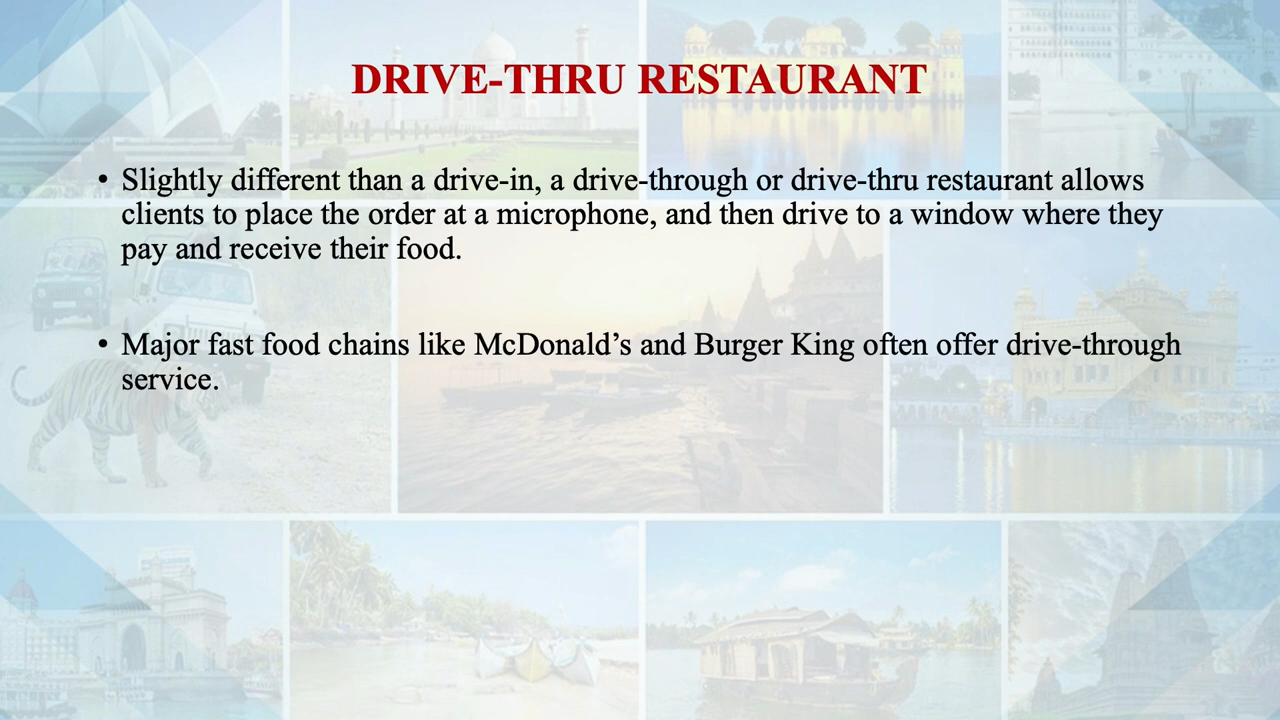 DRIVE-THRU RESTAURANT
• Slightly different than a drive-in, a drive-through or drive-thru restaurant allows
clients to place the order at a microphone, and then drive to a window where they
pay and receive their food.
• Major fast food chains like McDonald’s and Burger King often offer drive-through
service.